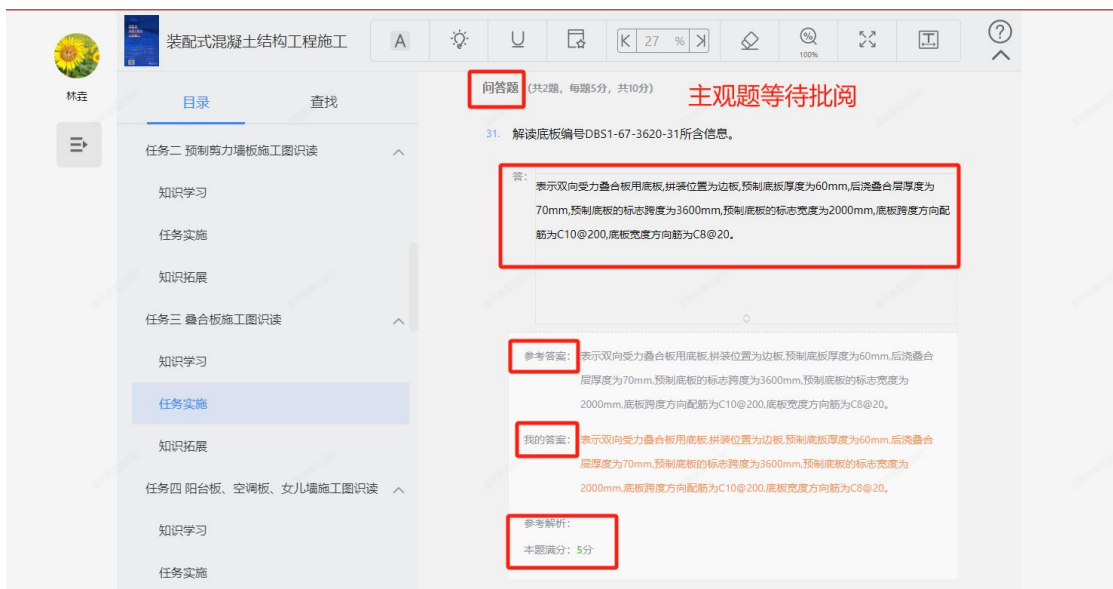 装配式混凝土结构工程施工
A
27 %
100%
林垚
目录
查找
任务二 预制剪力墙板施工图识读
知识学习
任务实施
知识拓展
任务三 叠合板施工图识读
知识学习
任务实施
知识拓展
任务四 阳台板、空调板、女儿墙施工图识读
知识学习
任务实施
问答题 (共2题，每题5分，共10分)
主观题等待批阅
31. 解读底板编号DBS1-67-3620-31所含信息。
答:
表示双向受力叠合板用底板,拼装位置为边板,预制底板厚度为60mm,后浇叠合层厚度为
70mm,预制底板的标志跨度为3600mm,预制底板的标志宽度为2000mm,底板跨度方向配
筋为C10@200,底板宽度方向筋为C8@20。
参考答案: 表示双向受力叠合板用底板,拼装位置为边板,预制底板厚度为60mm,后浇叠合
层厚度为70mm,预制底板的标志跨度为3600mm,预制底板的标志宽度为
2000mm,底板跨度方向配筋为C10@200,底板宽度方向筋为C8@20。
我的答案: 表示双向受力叠合板用底板,拼装位置为边板,预制底板厚度为60mm,后浇叠合
层厚度为70mm,预制底板的标志跨度为3600mm,预制底板的标志宽度为
2000mm,底板跨度方向配筋为C10@200,底板宽度方向筋为C8@20。
参考解析:
本题满分: 5分